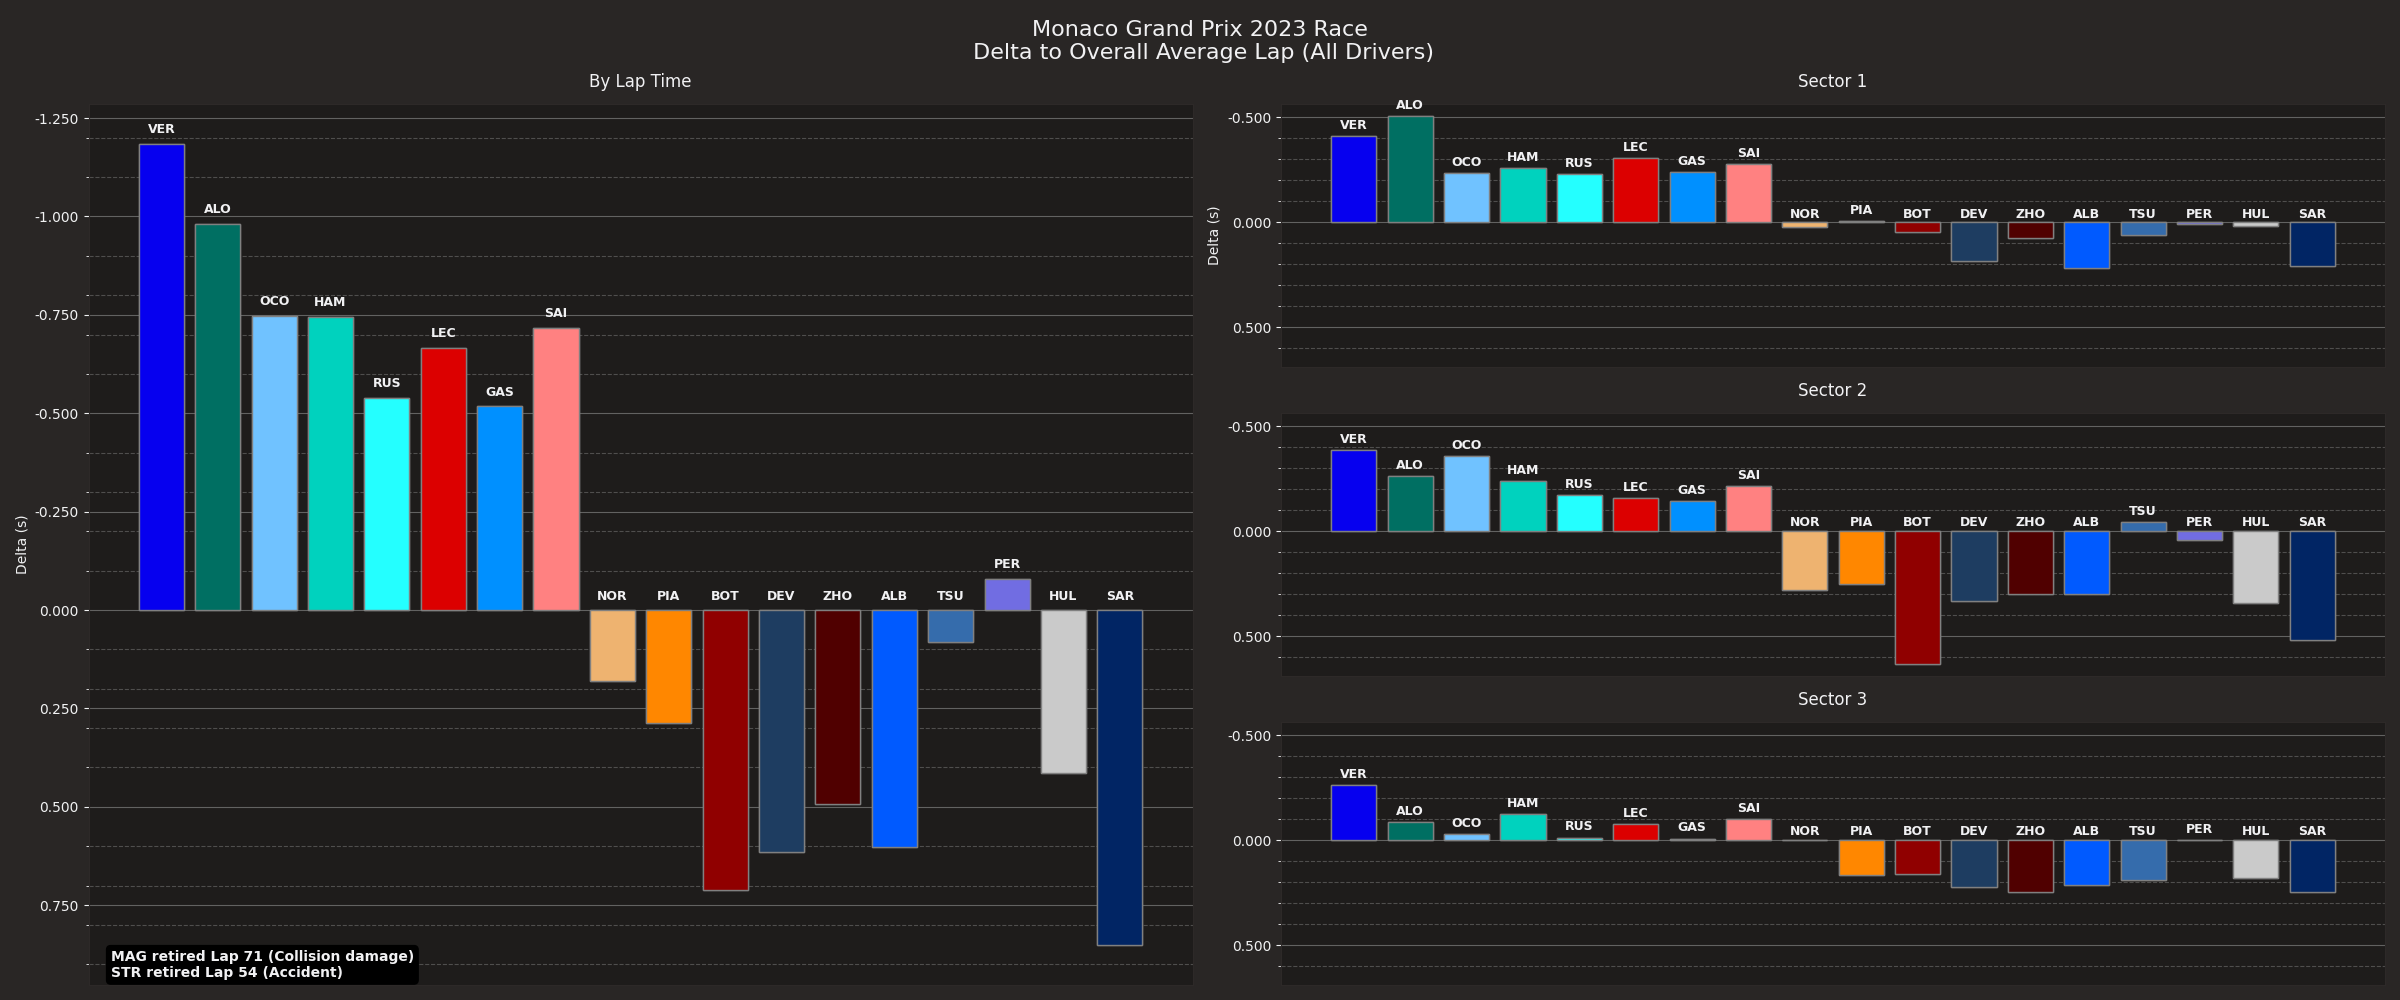 Monaco Grand Prix 2023 Race
Delta to Overall Average Lap (All Drivers)
By Lap Time
Delta (s)
-1.250
-1.000
-0.750
-0.500
-0.250
0.000
0.250
0.500
0.750
VER
ALO
OCO
HAM
RUS
LEC
GAS
SAI
NOR
PIA
BOT
DEV
ZHO
ALB
TSU
PER
HUL
SAR
MAG retired Lap 71 (Collision damage)
STR retired Lap 54 (Accident)
Sector 1
Delta (s)
-0.500
0.000
0.500
VER
ALO
OCO
HAM
RUS
LEC
GAS
SAI
NOR
PIA
BOT
DEV
ZHO
ALB
TSU
PER
HUL
SAR
Sector 2
-0.500
0.000
0.500
VER
ALO
OCO
HAM
RUS
LEC
GAS
SAI
NOR
PIA
BOT
DEV
ZHO
ALB
TSU
PER
HUL
SAR
Sector 3
-0.500
0.000
0.500
VER
ALO
OCO
HAM
RUS
LEC
GAS
SAI
NOR
PIA
BOT
DEV
ZHO
ALB
TSU
PER
HUL
SAR